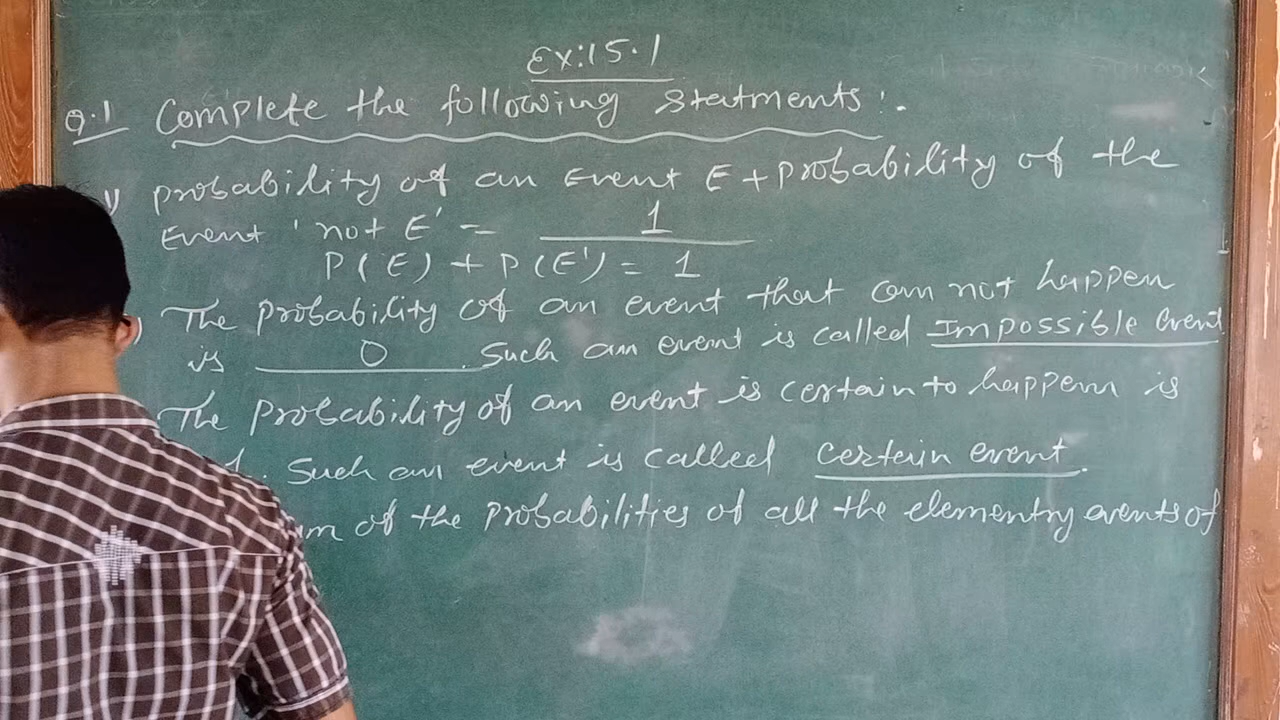 Ex:15.1
Q.1 Complete the following Statments :-
1) Probability of an Event E + Probability of the
Event 'not E' = 1
P(E) + P(E') = 1
) The Probability of an event that can not happen
is 0. Such an event is called Impossible Event
The Probability of an event is certain to happen is
1. Such an event is called certain event.
um of the Probabilities of all the elementry events of